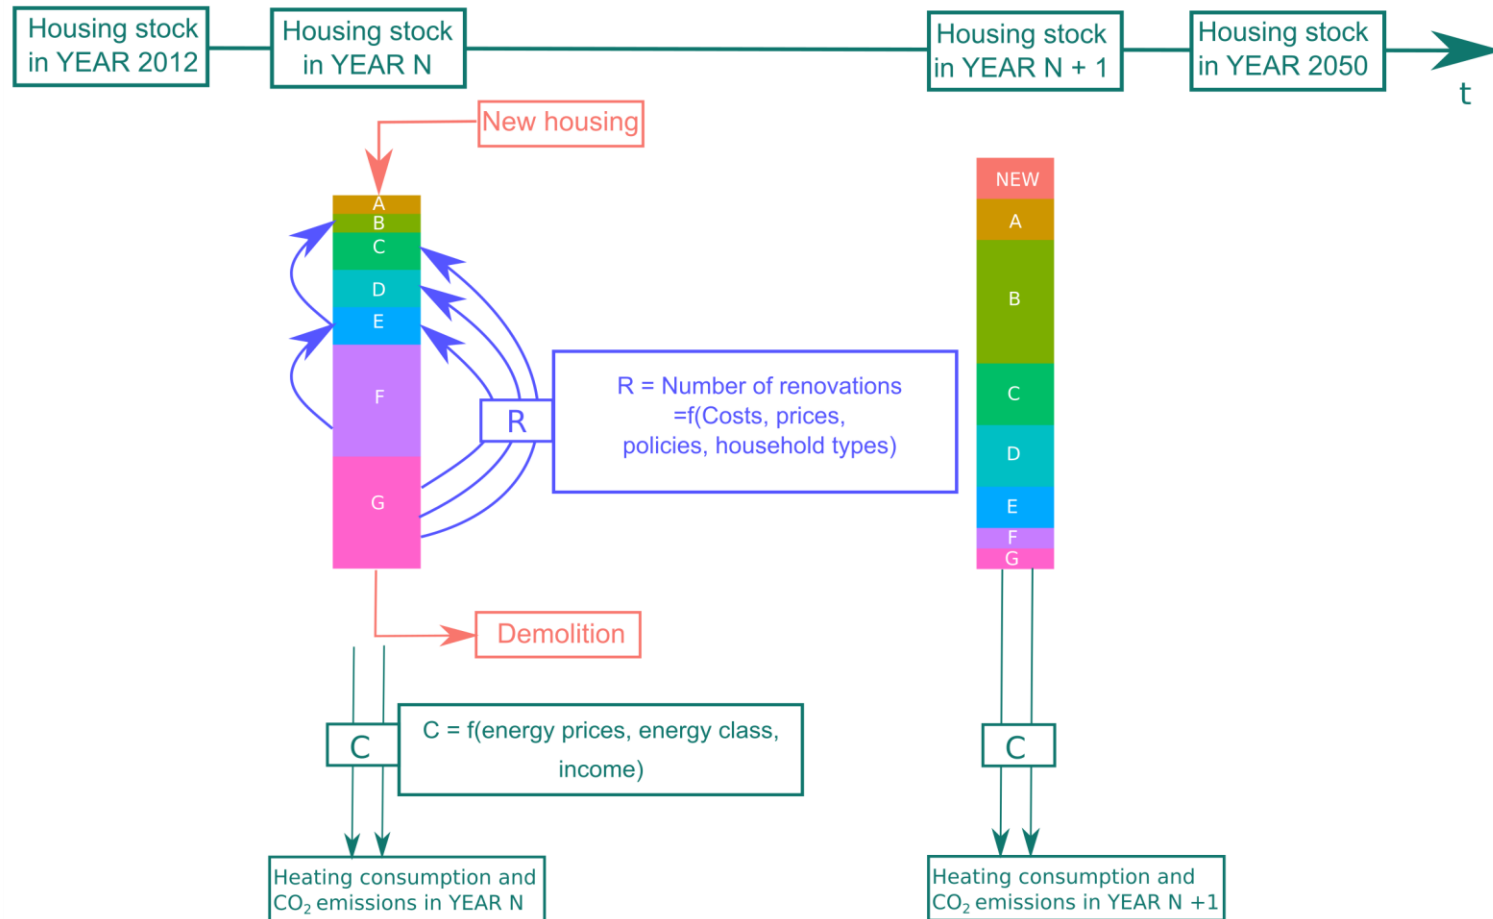 Housing stock
in YEAR 2012
Housing stock
in YEAR N
Housing stock
in YEAR N + 1
Housing stock
in YEAR 2050
t
New housing
A
B
C
D
E
F
G
R
R = Number of renovations
=f(Costs, prices,
policies, household types)
Demolition
C
C = f(energy prices, energy class,
income)
Heating consumption and
CO₂ emissions in YEAR N
NEW
A
B
C
D
E
F
G
C
Heating consumption and
CO₂ emissions in YEAR N +1